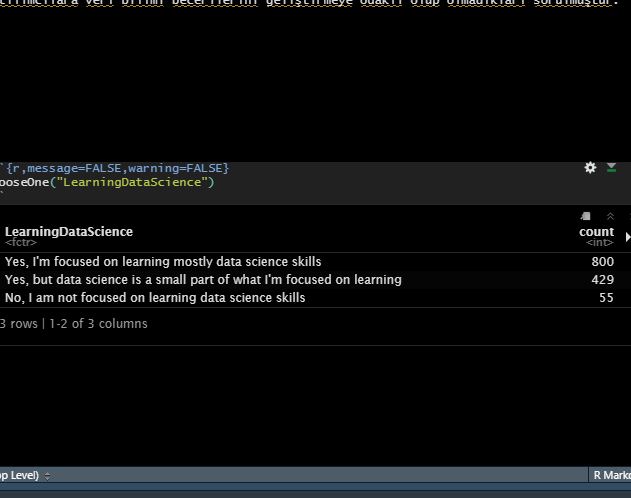 veri bilimi becerilerini geliştirmeye odaklı olup olmadıkları sorulmuştur.
`{r,message=FALSE,warning=FALSE}
ooseOne("LearningDataScience")
`
LearningDataScience count
<fctr> <int>
Yes, I'm focused on learning mostly data science skills 800
Yes, but data science is a small part of what I'm focused on learning 429
No, I am not focused on learning data science skills 55
3 rows | 1-2 of 3 columns
op Level) R Marko